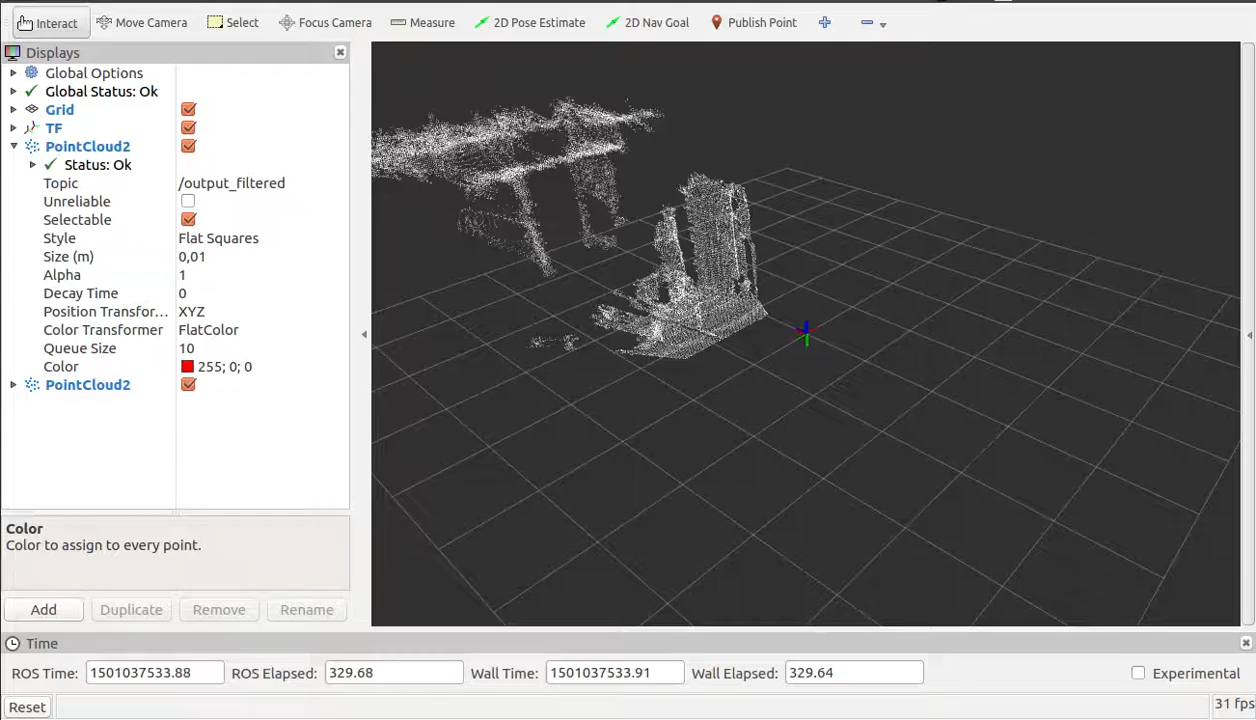 Interact Move Camera Select Focus Camera Measure 2D Pose Estimate 2D Nav Goal Publish Point
Displays
Global Options
Global Status: Ok
Grid
TF
PointCloud2
Status: Ok
Topic /output_filtered
Unreliable
Selectable
Style Flat Squares
Size (m) 0,01
Alpha 1
Decay Time 0
Position Transfor... XYZ
Color Transformer FlatColor
Queue Size 10
Color 255; 0; 0
PointCloud2
Color
Color to assign to every point.
Add Duplicate Remove Rename
Time
ROS Time: 1501037533.88 ROS Elapsed: 329.68 Wall Time: 1501037533.91 Wall Elapsed: 329.64 Experimental
Reset 31 fps